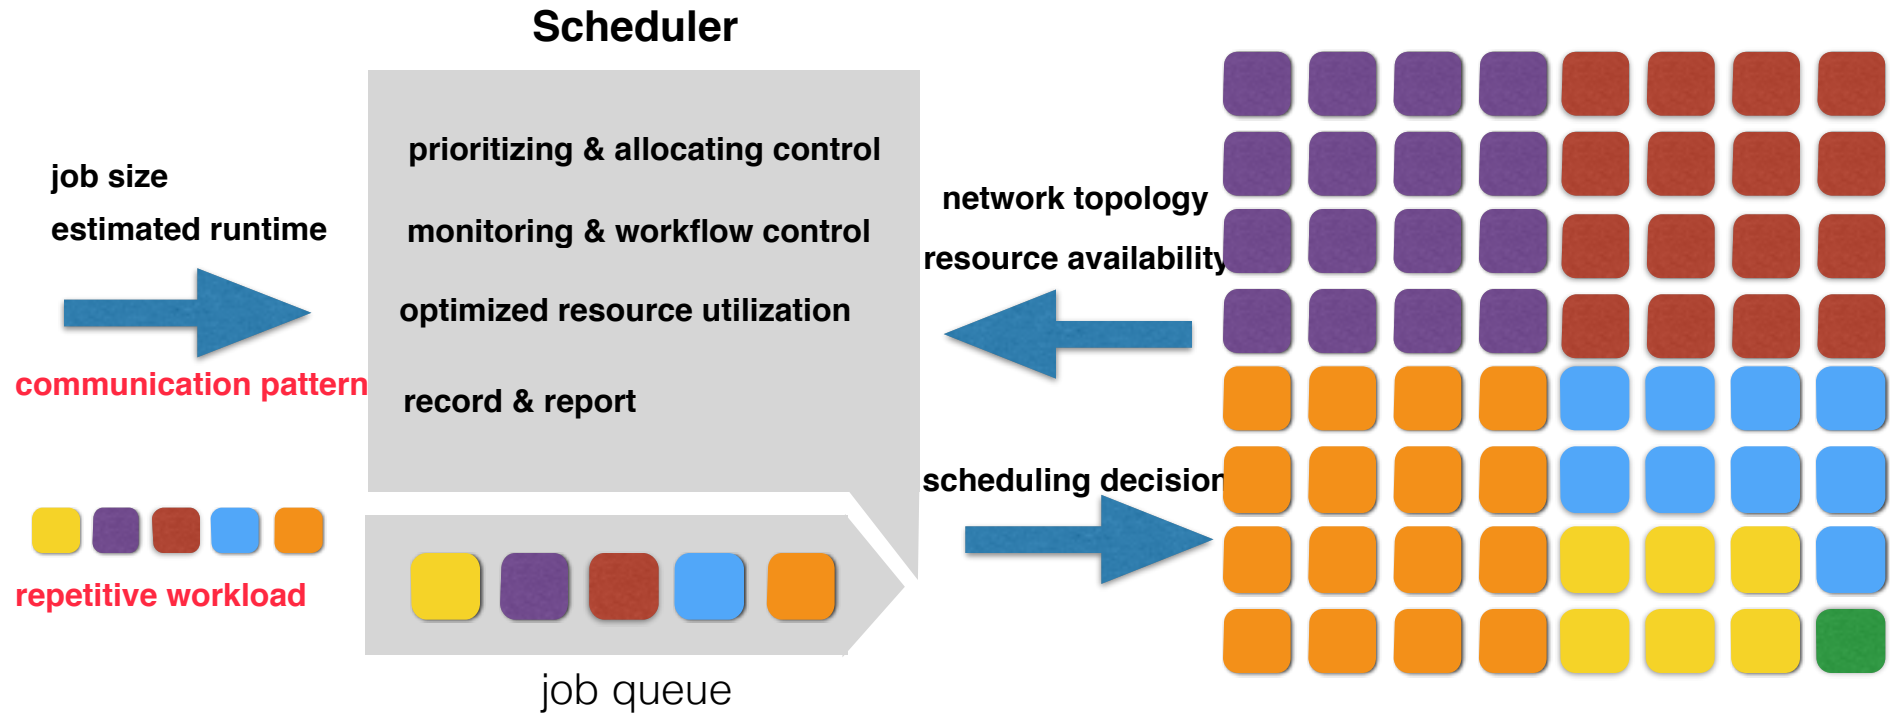 Scheduler
job size
estimated runtime
communication pattern
repetitive workload
prioritizing & allocating control
monitoring & workflow control
optimized resource utilization
record & report
job queue
network topology
resource availability
scheduling decision